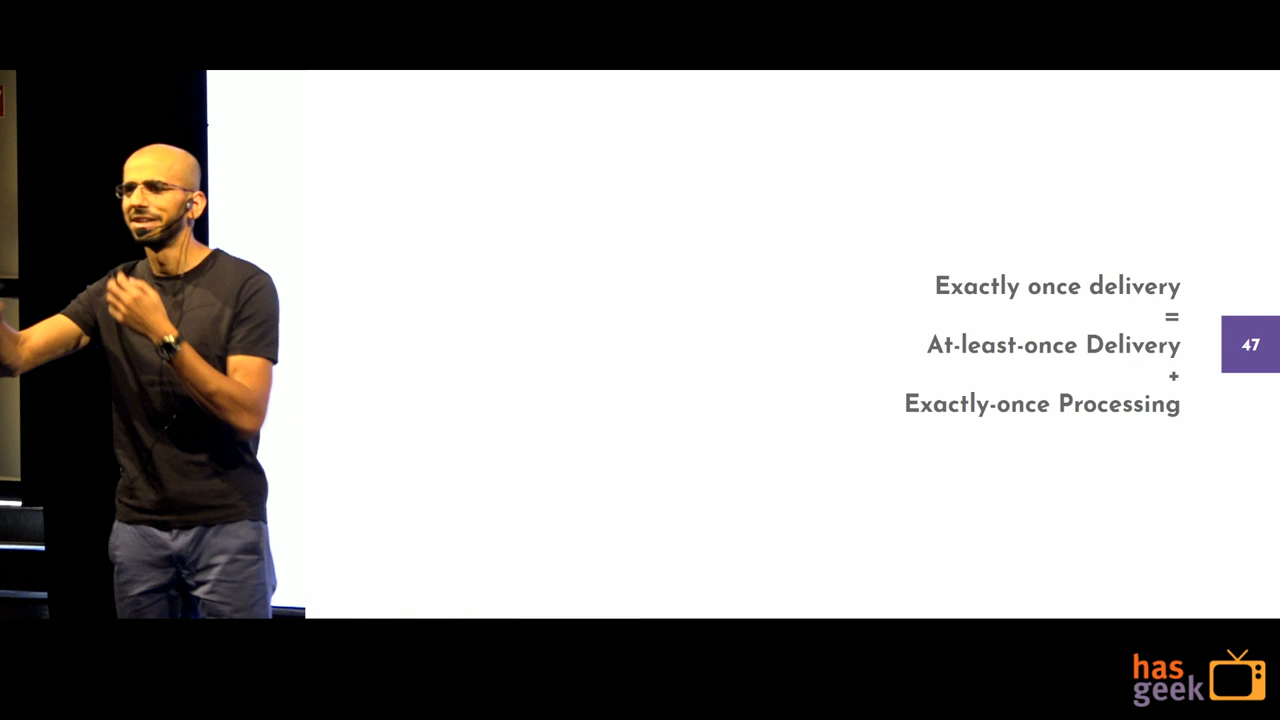 Exactly once delivery
=
At-least-once Delivery
+
Exactly-once Processing
47
has
geek